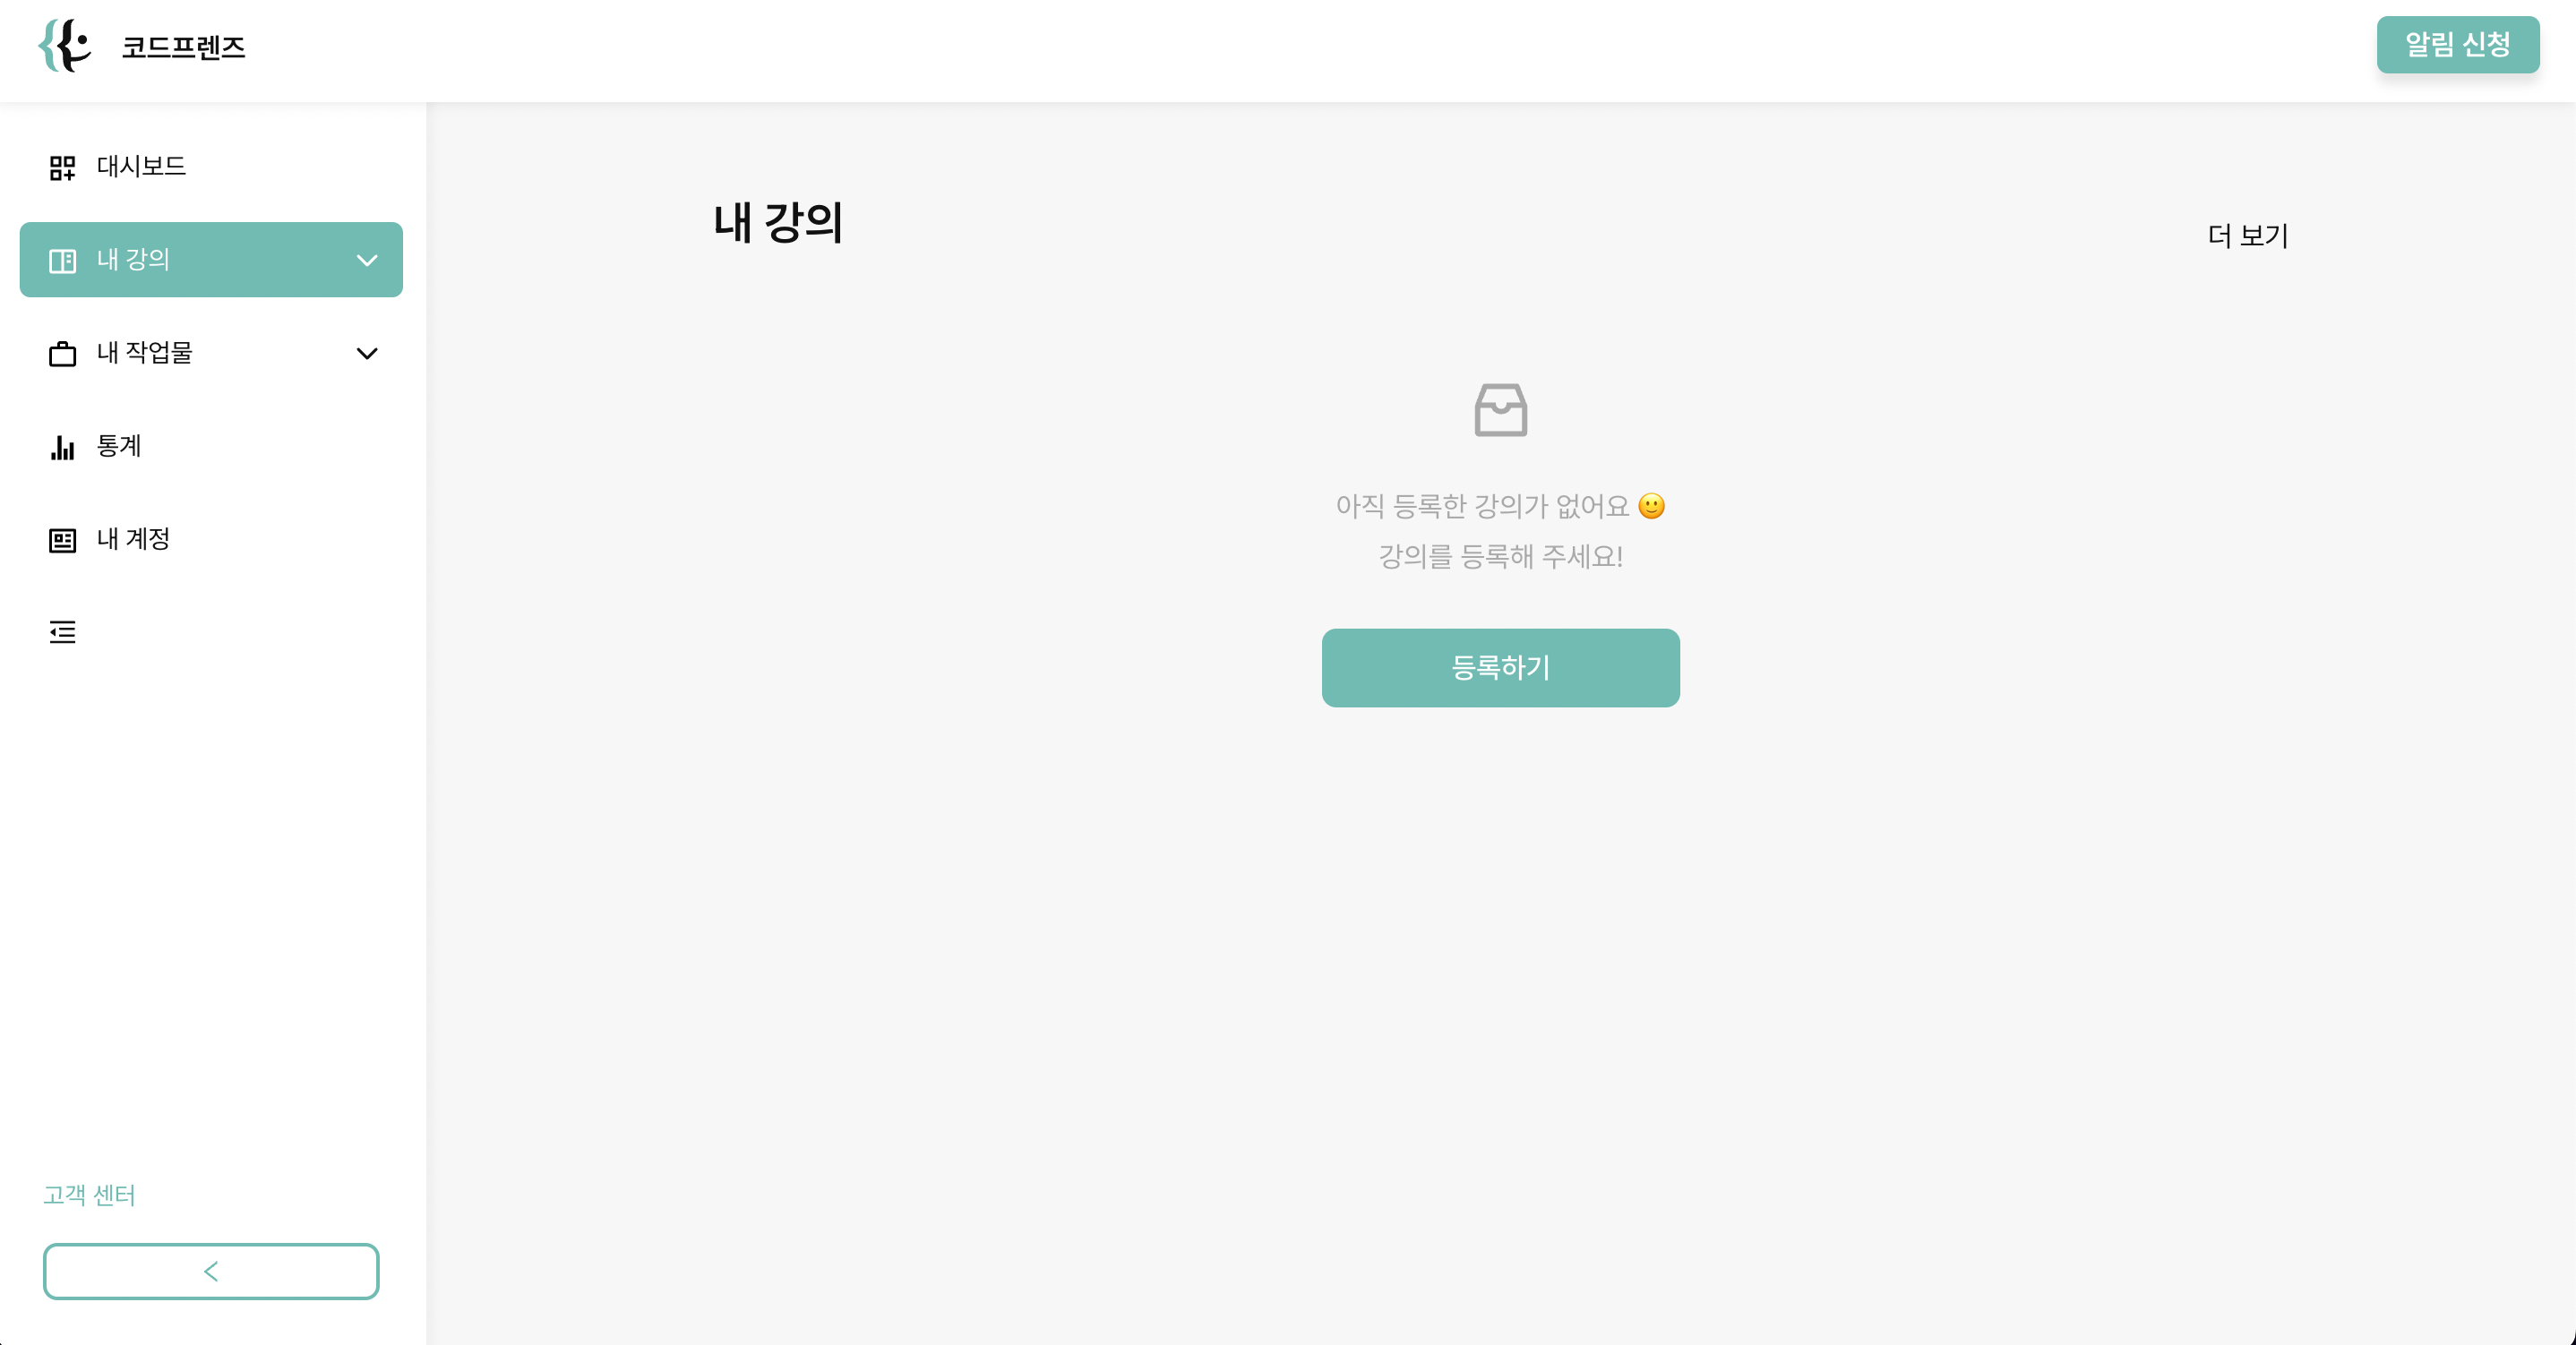 코드프렌즈
알림 신청
대시보드
내 강의
내 작업물
통계
내 계정
고객 센터
내 강의
더 보기
아직 등록한 강의가 없어요 🙂
강의를 등록해 주세요!
등록하기